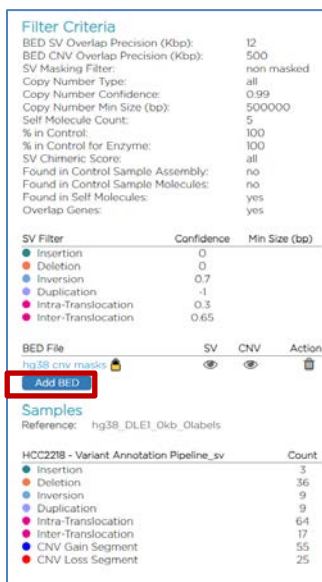 Filter Criteria
BED SV Overlap Precision (Kbp): 12
BED CNV Overlap Precision (Kbp): 500
SV Masking Filter: non masked
Copy Number Type: all
Copy Number Confidence: 0.99
Copy Number Min Size (bp): 500000
Self Molecule Count: 5
% in Control: 100
% in Control for Enzyme: 100
SV Chimeric Score: all
Found in Control Sample Assembly: no
Found in Control Sample Molecules: no
Found in Self Molecules: yes
Overlap Genes: yes
SV Filter Confidence Min Size (bp)
Insertion 0
Deletion 0
Inversion 0.7
Duplication -1
Intra-Translocation 0.3
Inter-Translocation 0.65
BED File SV CNV Action
hg38 cnv masks
Add BED
Samples
Reference: hg38_DLE1_0kb_0labels
HCC2218 - Variant Annotation Pipeline_sv Count
Insertion 3
Deletion 36
Inversion 9
Duplication 9
Intra-Translocation 64
Inter-Translocation 17
CNV Gain Segment 55
CNV Loss Segment 25